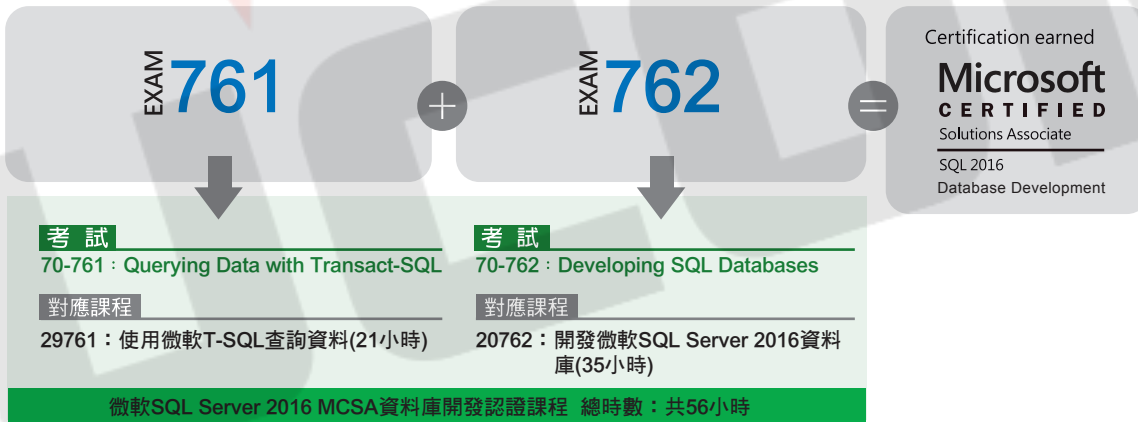 EXAM 761
+
EXAM 762
=
Certification earned
Microsoft
CERTIFIED
Solutions Associate
SQL 2016
Database Development
考試
70-761：Querying Data with Transact-SQL
對應課程
29761：使用微軟T-SQL查詢資料(21小時)
考試
70-762：Developing SQL Databases
對應課程
20762：開發微軟SQL Server 2016資料
庫(35小時)
微軟SQL Server 2016 MCSA資料庫開發認證課程 總時數：共56小時